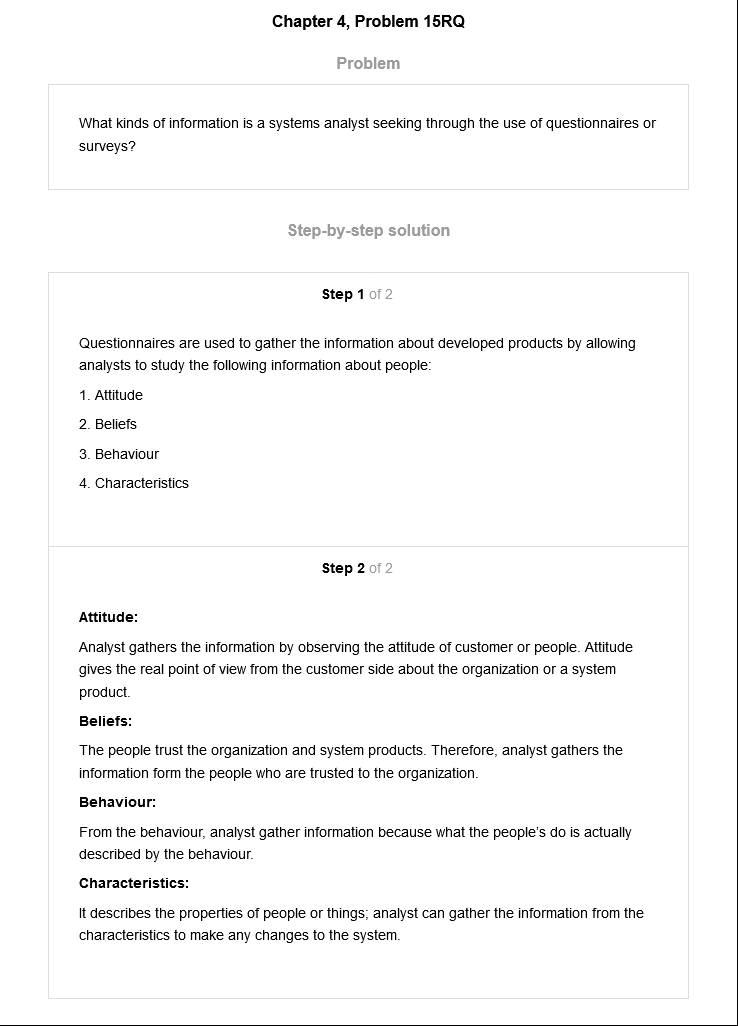 Chapter 4, Problem 15RQ
Problem
What kinds of information is a systems analyst seeking through the use of questionnaires or
surveys?
Step-by-step solution
Step 1 of 2
Questionnaires are used to gather the information about developed products by allowing
analysts to study the following information about people:
1. Attitude
2. Beliefs
3. Behaviour
4. Characteristics
Step 2 of 2
Attitude:
Analyst gathers the information by observing the attitude of customer or people. Attitude
gives the real point of view from the customer side about the organization or a system
product.
Beliefs:
The people trust the organization and system products. Therefore, analyst gathers the
information form the people who are trusted to the organization.
Behaviour:
From the behaviour, analyst gather information because what the people's do is actually
described by the behaviour.
Characteristics:
It describes the properties of people or things; analyst can gather the information from the
characteristics to make any changes to the system.